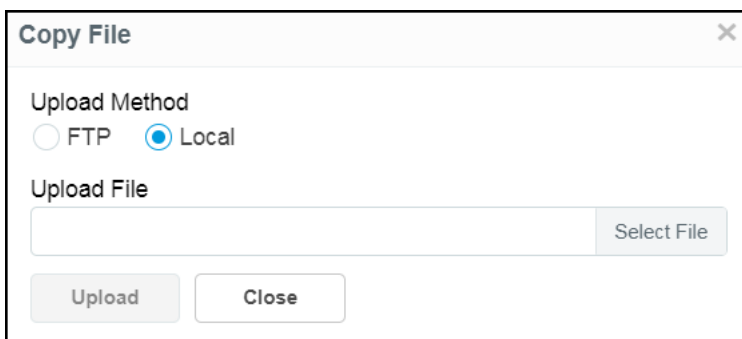 Copy File ×
Upload Method
FTP Local
Upload File
Select File
Upload Close